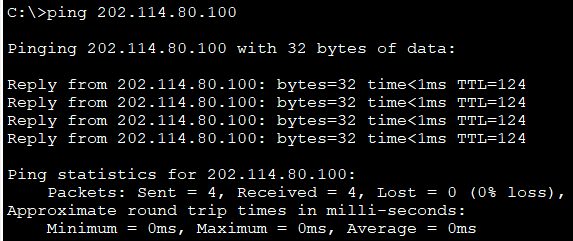 C:\>ping 202.114.80.100
Pinging 202.114.80.100 with 32 bytes of data:
Reply from 202.114.80.100: bytes=32 time<1ms TTL=124
Reply from 202.114.80.100: bytes=32 time<1ms TTL=124
Reply from 202.114.80.100: bytes=32 time<1ms TTL=124
Reply from 202.114.80.100: bytes=32 time<1ms TTL=124
Ping statistics for 202.114.80.100:
    Packets: Sent = 4, Received = 4, Lost = 0 (0% loss),
Approximate round trip times in milli-seconds:
    Minimum = 0ms, Maximum = 0ms, Average = 0ms